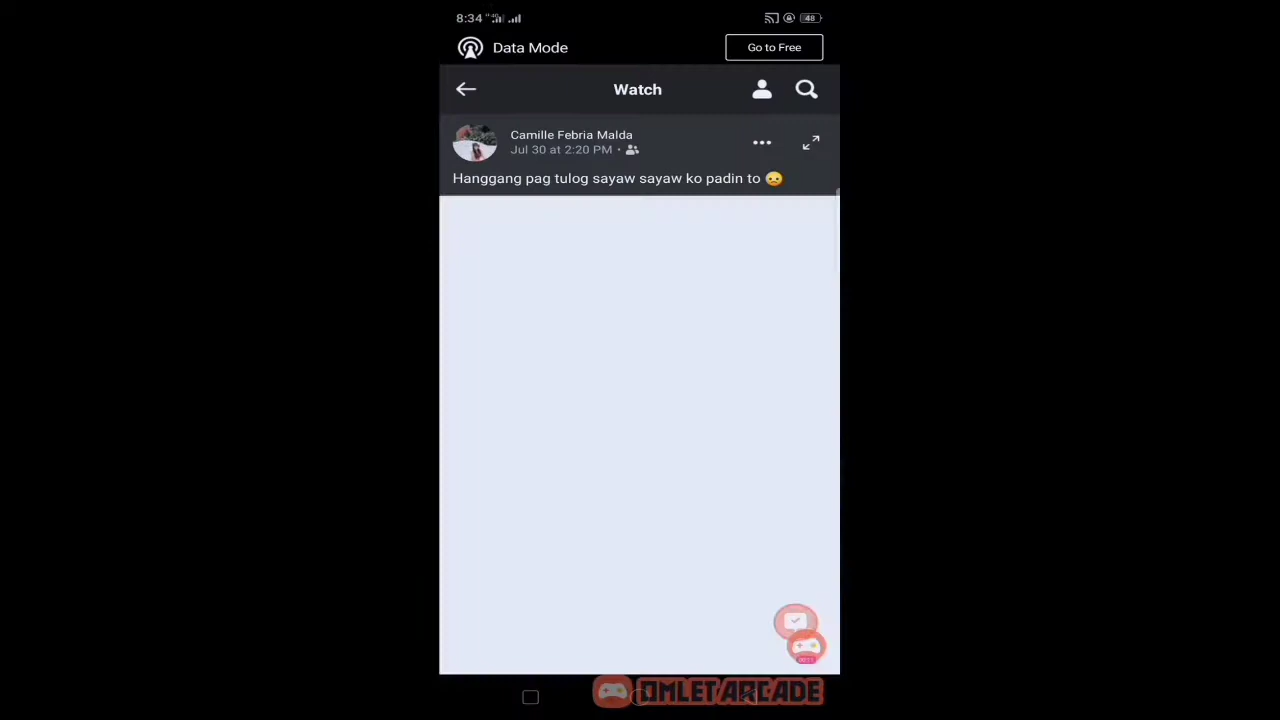 8:34
48
Data Mode
Go to Free
Watch
Camille Febria Malda
Jul 30 at 2:20 PM ·
Hanggang pag tulog sayaw sayaw ko padin to
OMLET ARCADE